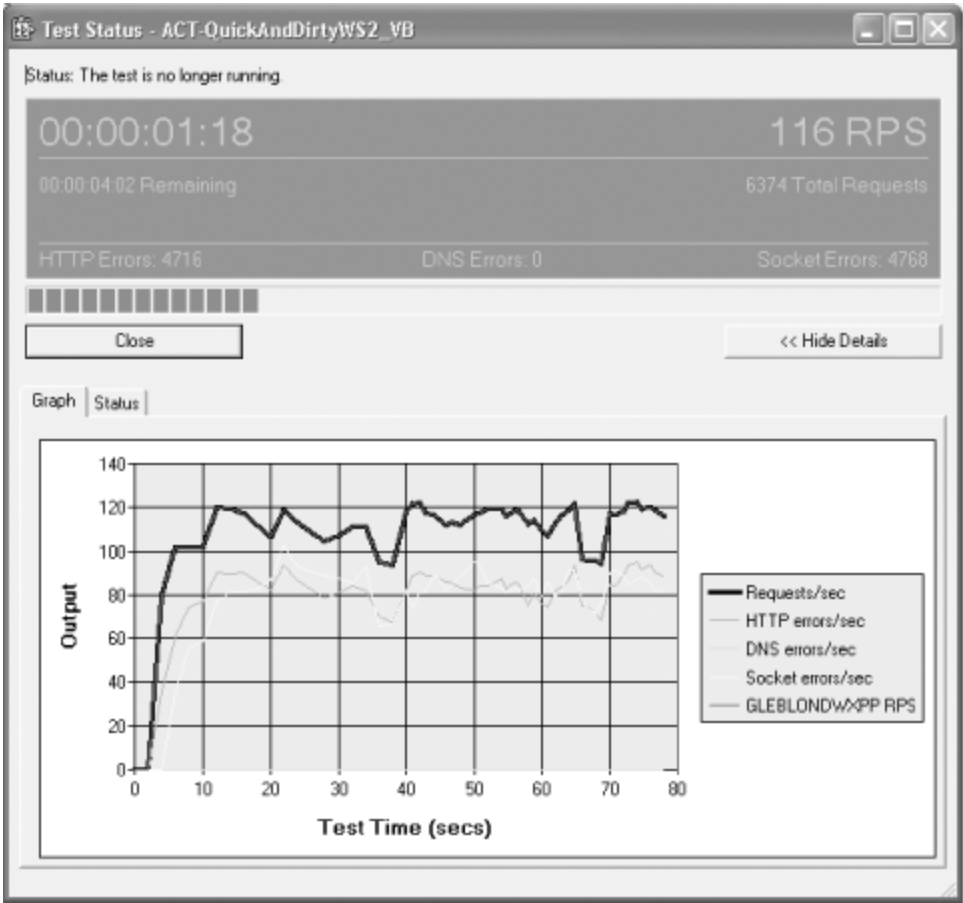 Test Status - ACT-QuickAndDirtyWS2_VB
Status: The test is no longer running.
00:00:01:18
116 RPS
00:00:04:02 Remaining
6374 Total Requests
HTTP Errors: 4716
DNS Errors: 0
Socket Errors: 4768
Close
<< Hide Details
Graph
Status
140
120
100
80
60
40
20
0
Output
0 10 20 30 40 50 60 70 80
Test Time (secs)
Requests/sec
HTTP errors/sec
DNS errors/sec
Socket errors/sec
GLEBLONDWXPP RPS